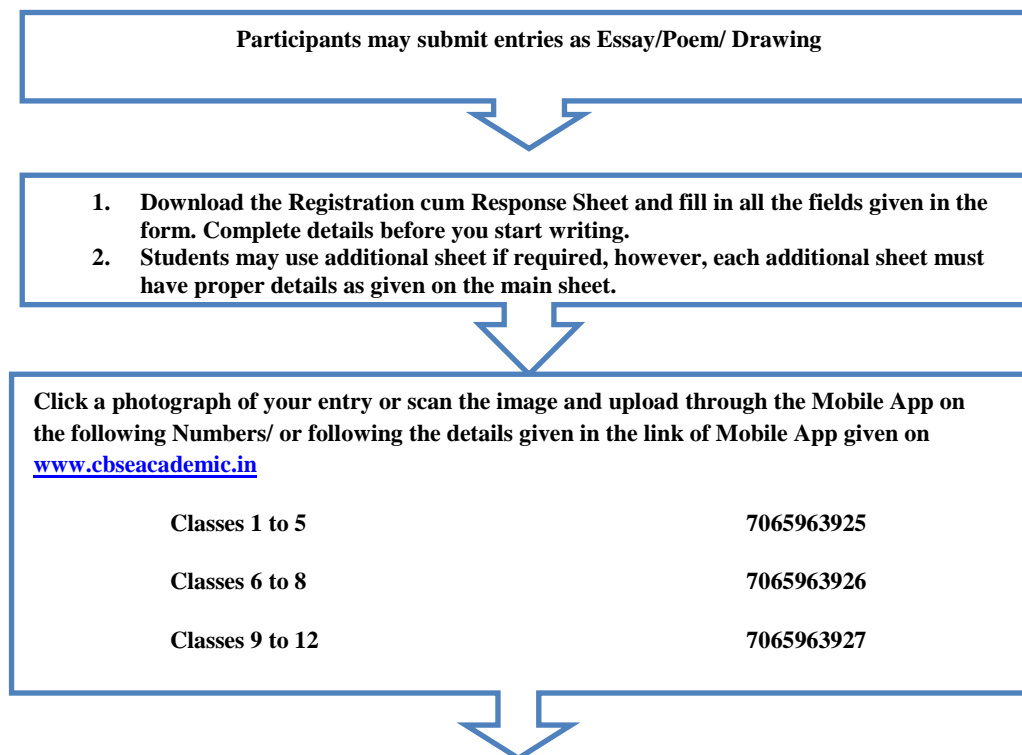 Participants may submit entries as Essay/Poem/ Drawing
1. Download the Registration cum Response Sheet and fill in all the fields given in the
form. Complete details before you start writing.
2. Students may use additional sheet if required, however, each additional sheet must
have proper details as given on the main sheet.
Click a photograph of your entry or scan the image and upload through the Mobile App on
the following Numbers/ or following the details given in the link of Mobile App given on
www.cbseacademic.in
Classes 1 to 5 7065963925
Classes 6 to 8 7065963926
Classes 9 to 12 7065963927